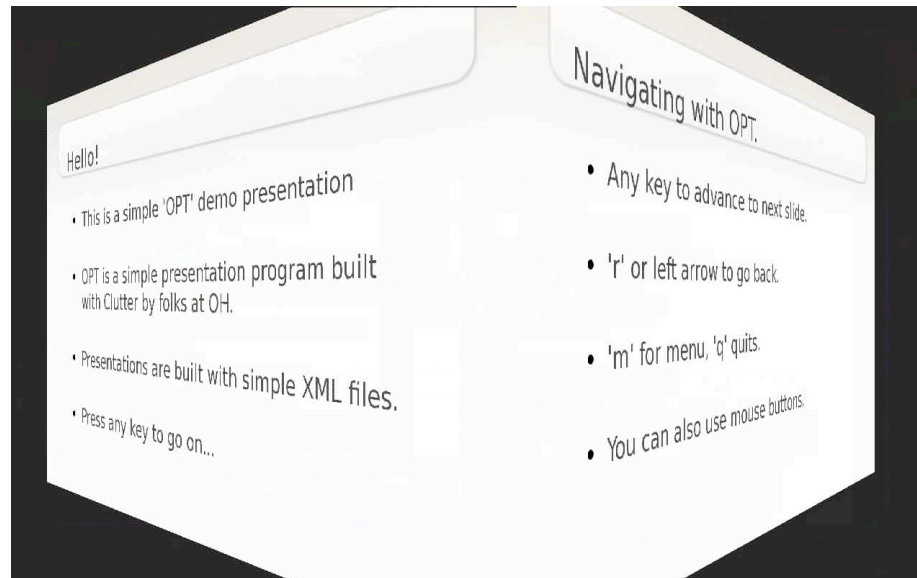 Hello!
• This is a simple 'OPT' demo presentation
• OPT is a simple presentation program built
with Clutter by folks at OH.
• Presentations are built with simple XML files.
• Press any key to go on...
Navigating with OPT.
• Any key to advance to next slide.
• 'r' or left arrow to go back.
• 'm' for menu, 'q' quits.
• You can also use mouse buttons.